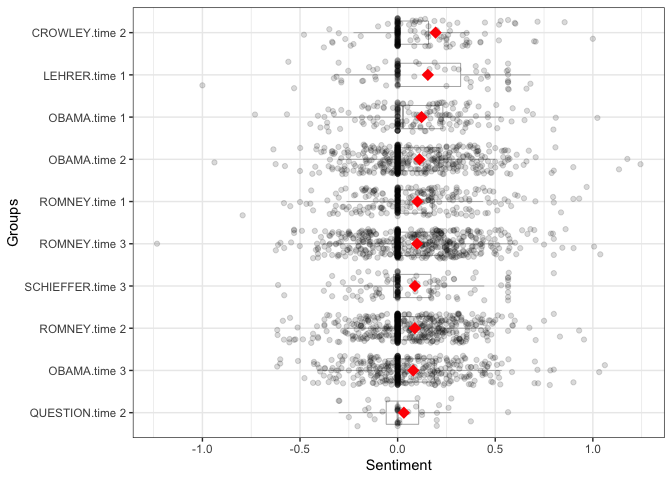 CROWLEY.time 2
LEHRER.time 1
OBAMA.time 1
OBAMA.time 2
ROMNEY.time 1
ROMNEY.time 3
SCHIEFFER.time 3
ROMNEY.time 2
OBAMA.time 3
QUESTION.time 2
Groups
-1.0 -0.5 0.0 0.5 1.0
Sentiment